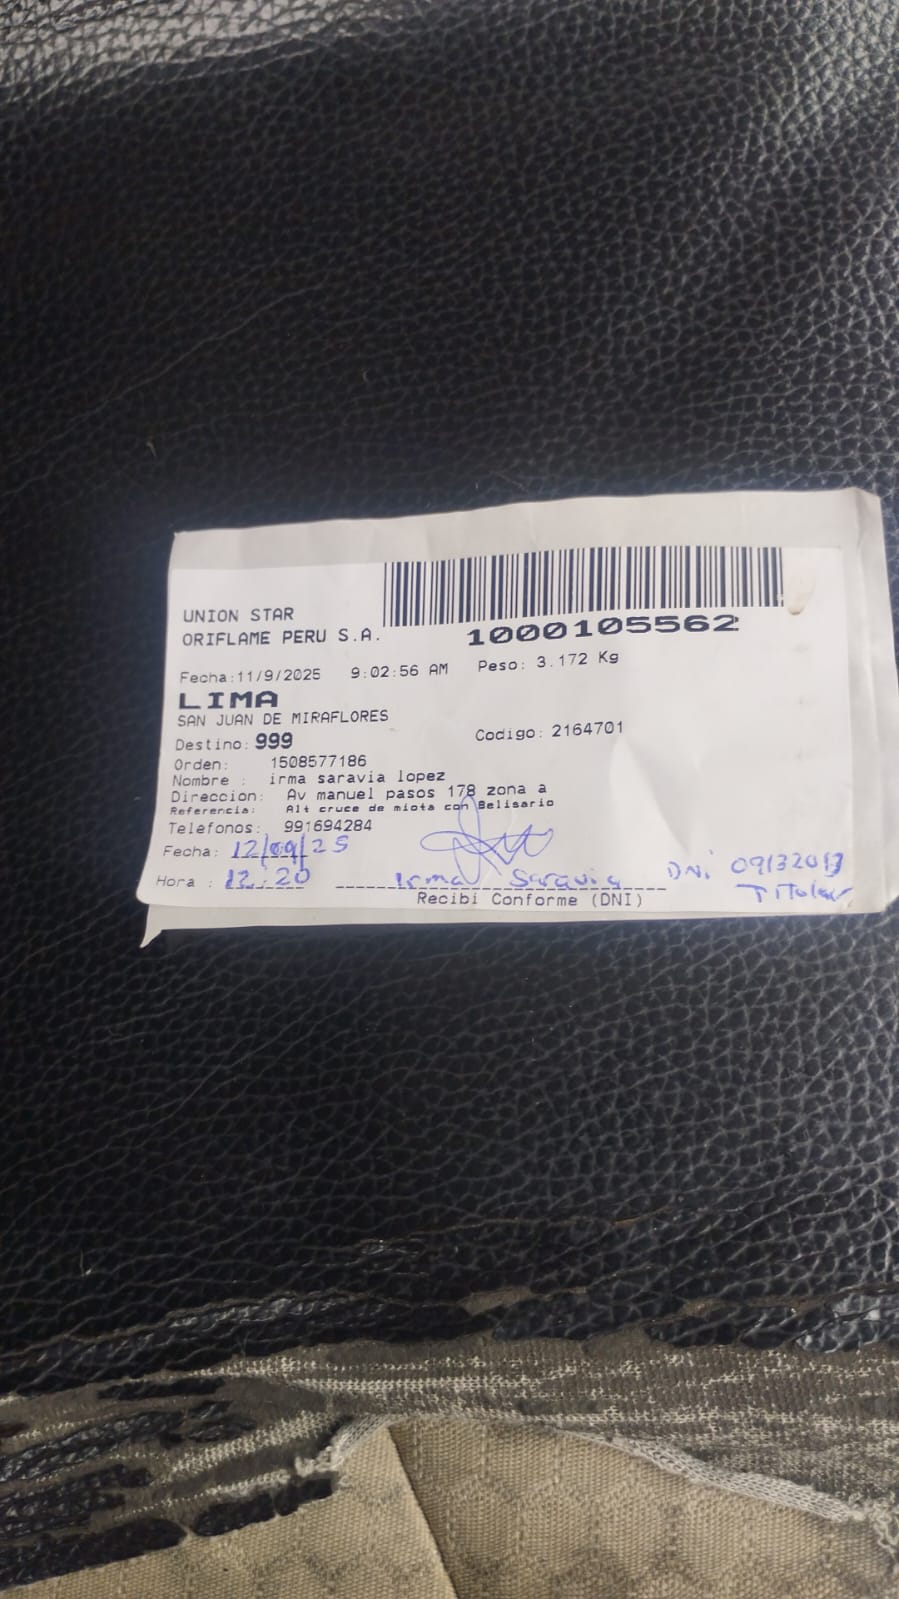 UNION STAR
ORIFLAME PERU S.A.
1000105562
Fecha:11/9/2025 9:02:56 AM Peso: 3.172 Kg
LIMA
SAN JUAN DE MIRAFLORES
Destino: 999 Codigo: 2164701
Orden: 1508577186
Nombre : irma saravia lopez
Direccion: Av manuel pasos 178 zona a
Referencia: Alt cruce de miota con Belisario
Telefonos: 991694284
Fecha: 12/09/25
Hora : 12:20 Irma Saravia DNi 09132013
Titular
Recibi Conforme (DNI)